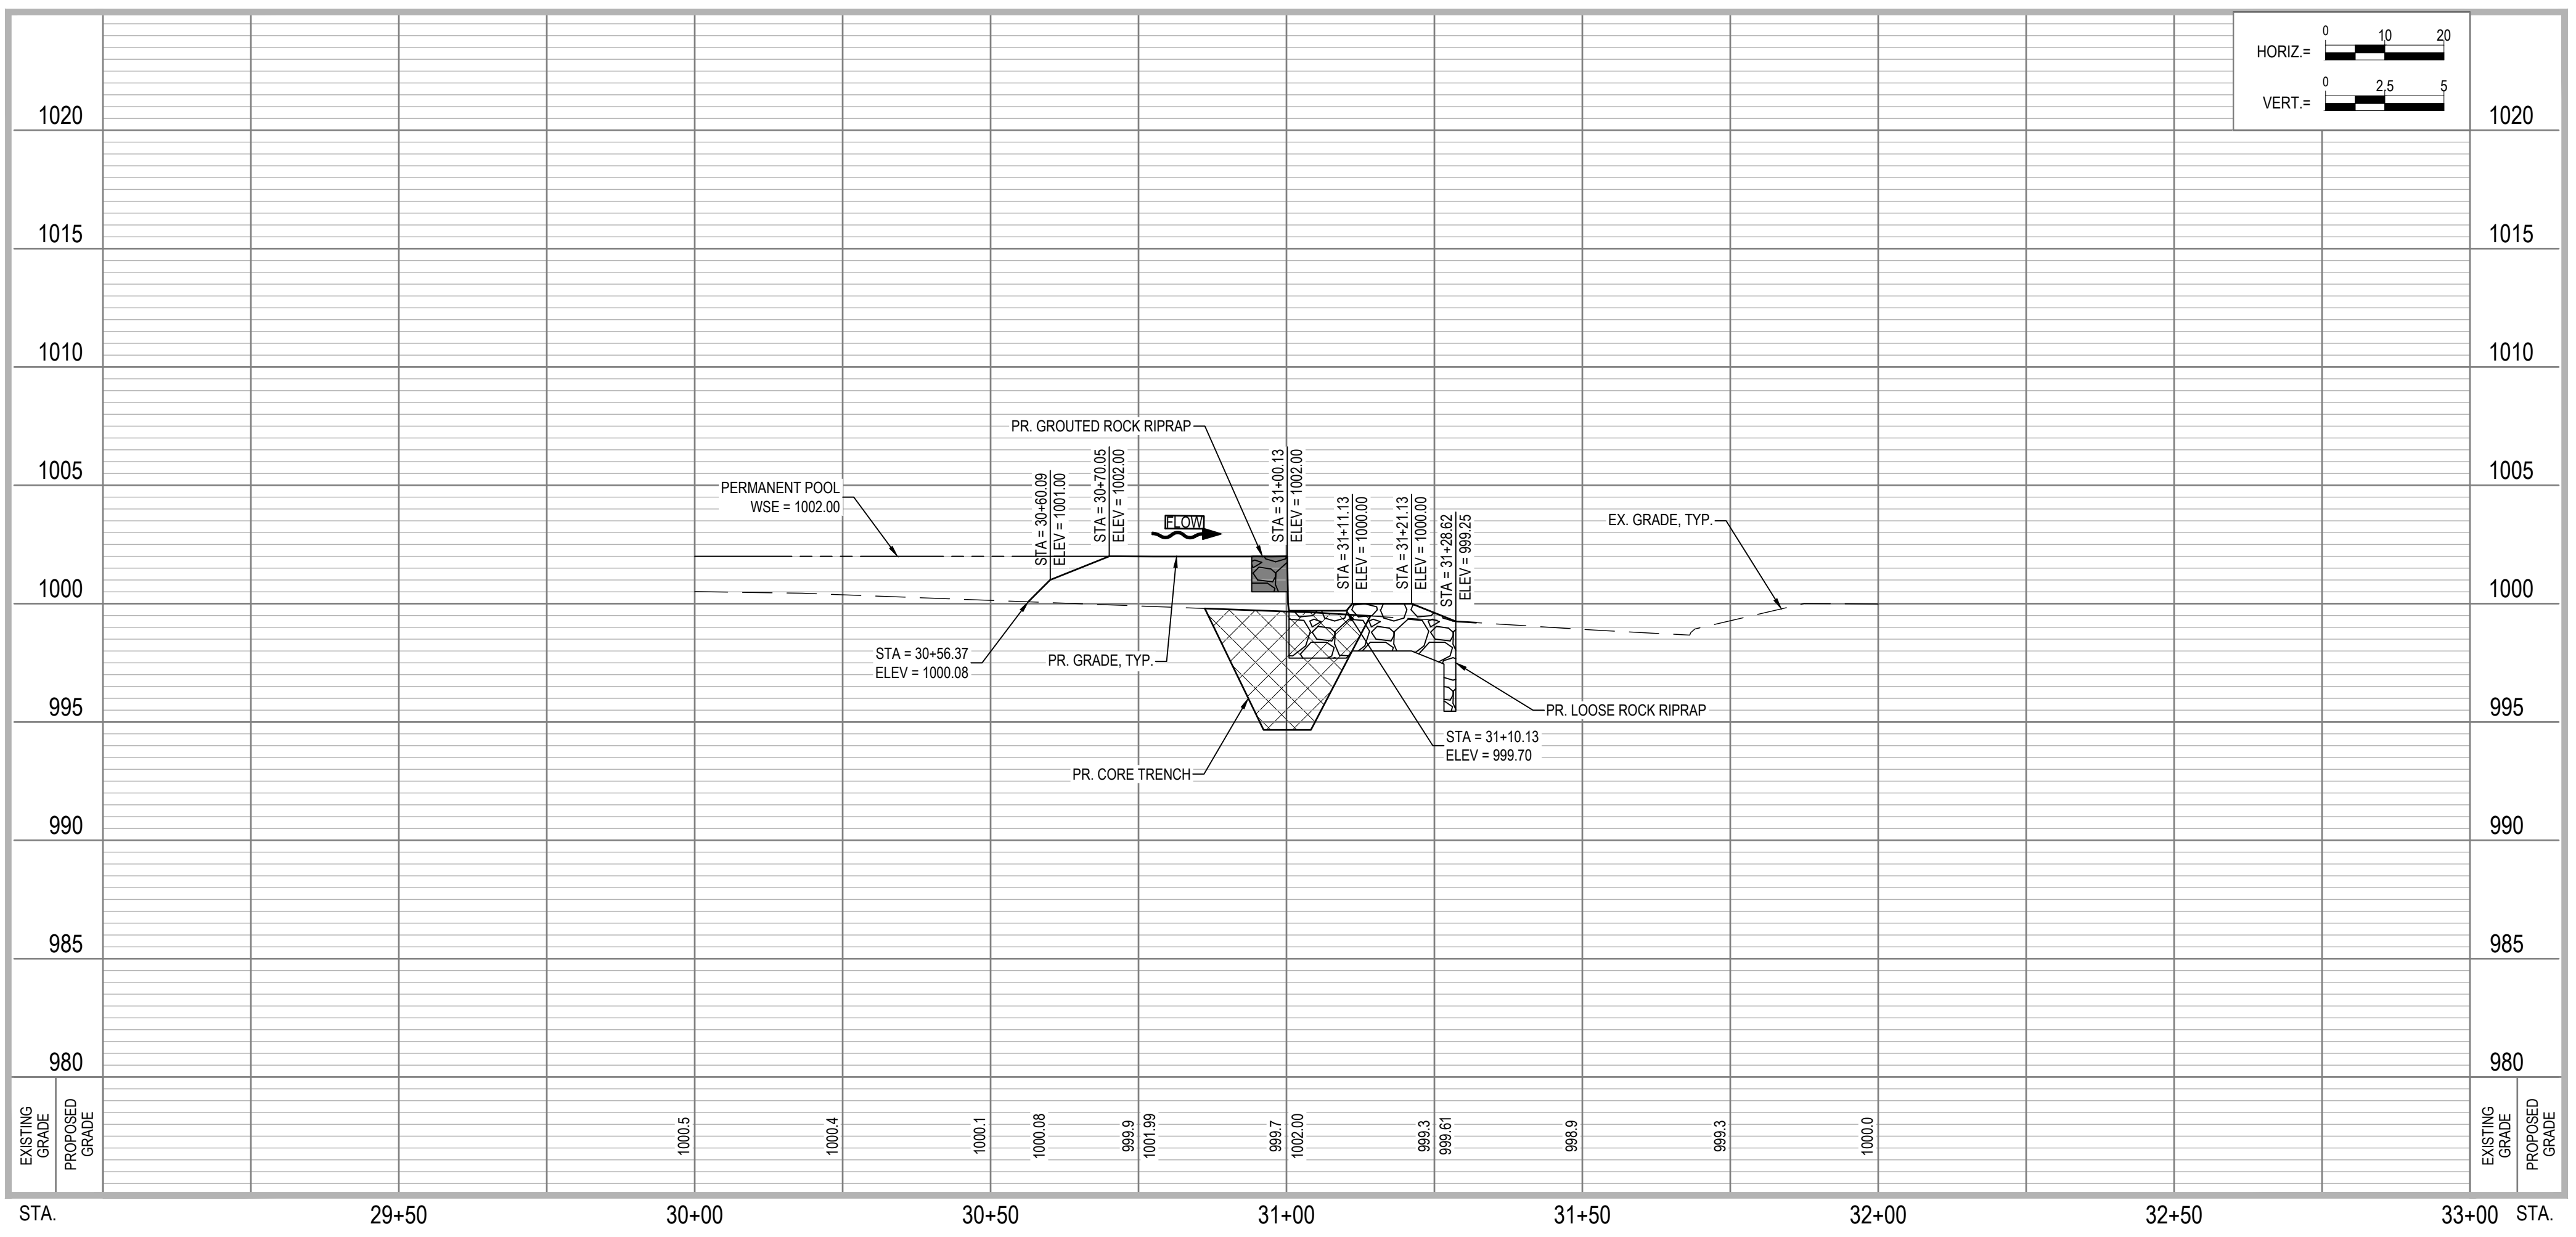 HORIZ.=
0 10 20
VERT.=
0 2.5 5
1020
1020
1015
1015
1010
1010
1005
1005
1000
1000
995
995
990
990
985
985
980
980
PR. GROUTED ROCK RIPRAP
PERMANENT POOL
WSE = 1002.00
STA = 30+60.09
ELEV = 1001.00
STA = 30+70.05
ELEV = 1002.00
FLOW
STA = 31+00.13
ELEV = 1002.00
STA = 31+11.13
ELEV = 1000.00
STA = 31+21.13
ELEV = 1000.00
STA = 31+28.62
ELEV = 999.25
EX. GRADE, TYP.
STA = 30+56.37
ELEV = 1000.08
PR. GRADE, TYP.
PR. LOOSE ROCK RIPRAP
STA = 31+10.13
ELEV = 999.70
PR. CORE TRENCH
EXISTING
GRADE
PROPOSED
GRADE
1000.5
1000.4
1000.1
1000.08
999.9
1001.99
999.7
1002.00
999.3
999.61
998.9
999.3
1000.0
EXISTING
GRADE
PROPOSED
GRADE
STA. 29+50 30+00 30+50 31+00 31+50 32+00 32+50 33+00 STA.